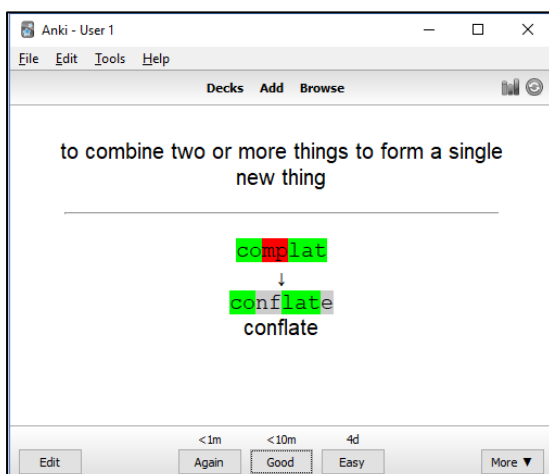 Anki - User 1
File Edit Tools Help
Decks Add Browse
to combine two or more things to form a single
new thing
complat
↓
conflate
conflate
<1m <10m 4d
Edit Again Good Easy More ▼